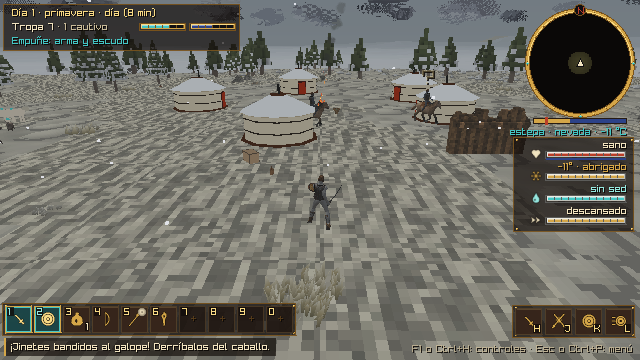 Día 1 · primavera · día (8 min)
Tropa 7 · 1 cautivo
Empuñe: arma y escudo
N
estepa · nevada · -11 °C
sano
-11° · abrigado
sin sed
descansado
1 2 3 4 5 6 7 8 9 0
1
H J K L
¡Jinetes bandidos al galope! Derríbalos del caballo.
F1 o Ctrl+H: controles · Esc o Ctrl+P: menú